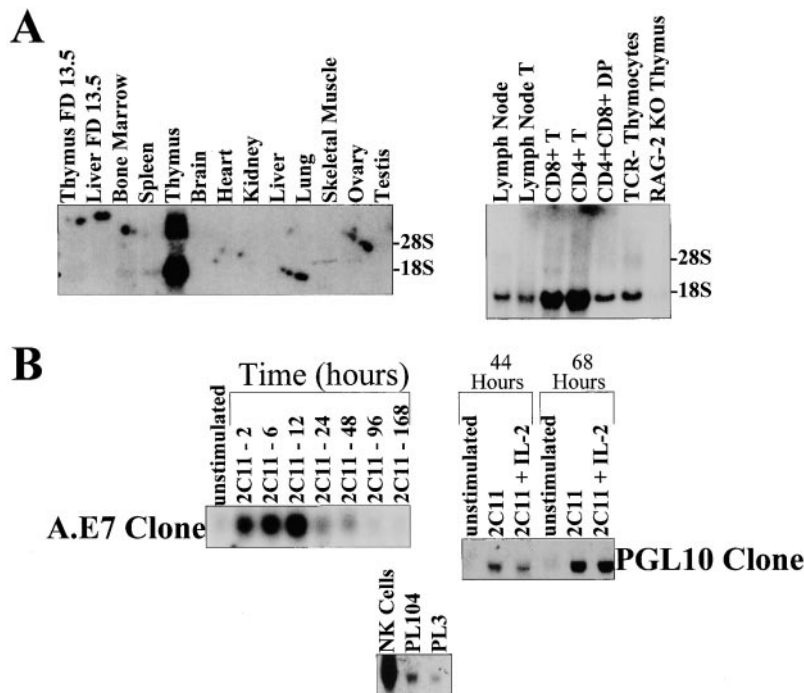 A
Thymus FD 13.5
Liver FD 13.5
Bone Marrow
Spleen
Thymus
Brain
Heart
Kidney
Liver
Lung
Skeletal Muscle
Ovary
Testis
-28S
-18S
Lymph Node
Lymph Node T
CD8+ T
CD4+ T
CD4+CD8+ DP
TCR- Thymocytes
RAG-2 KO Thymus
-28S
-18S
B
Time (hours)
unstimulated
2C11 - 2
2C11 - 6
2C11 - 12
2C11 - 24
2C11 - 48
2C11 - 96
2C11 - 168
A.E7 Clone
44
Hours
68
Hours
unstimulated
2C11
2C11 + IL-2
unstimulated
2C11
2C11 + IL-2
PGL10 Clone
NK Cells
PL104
PL3